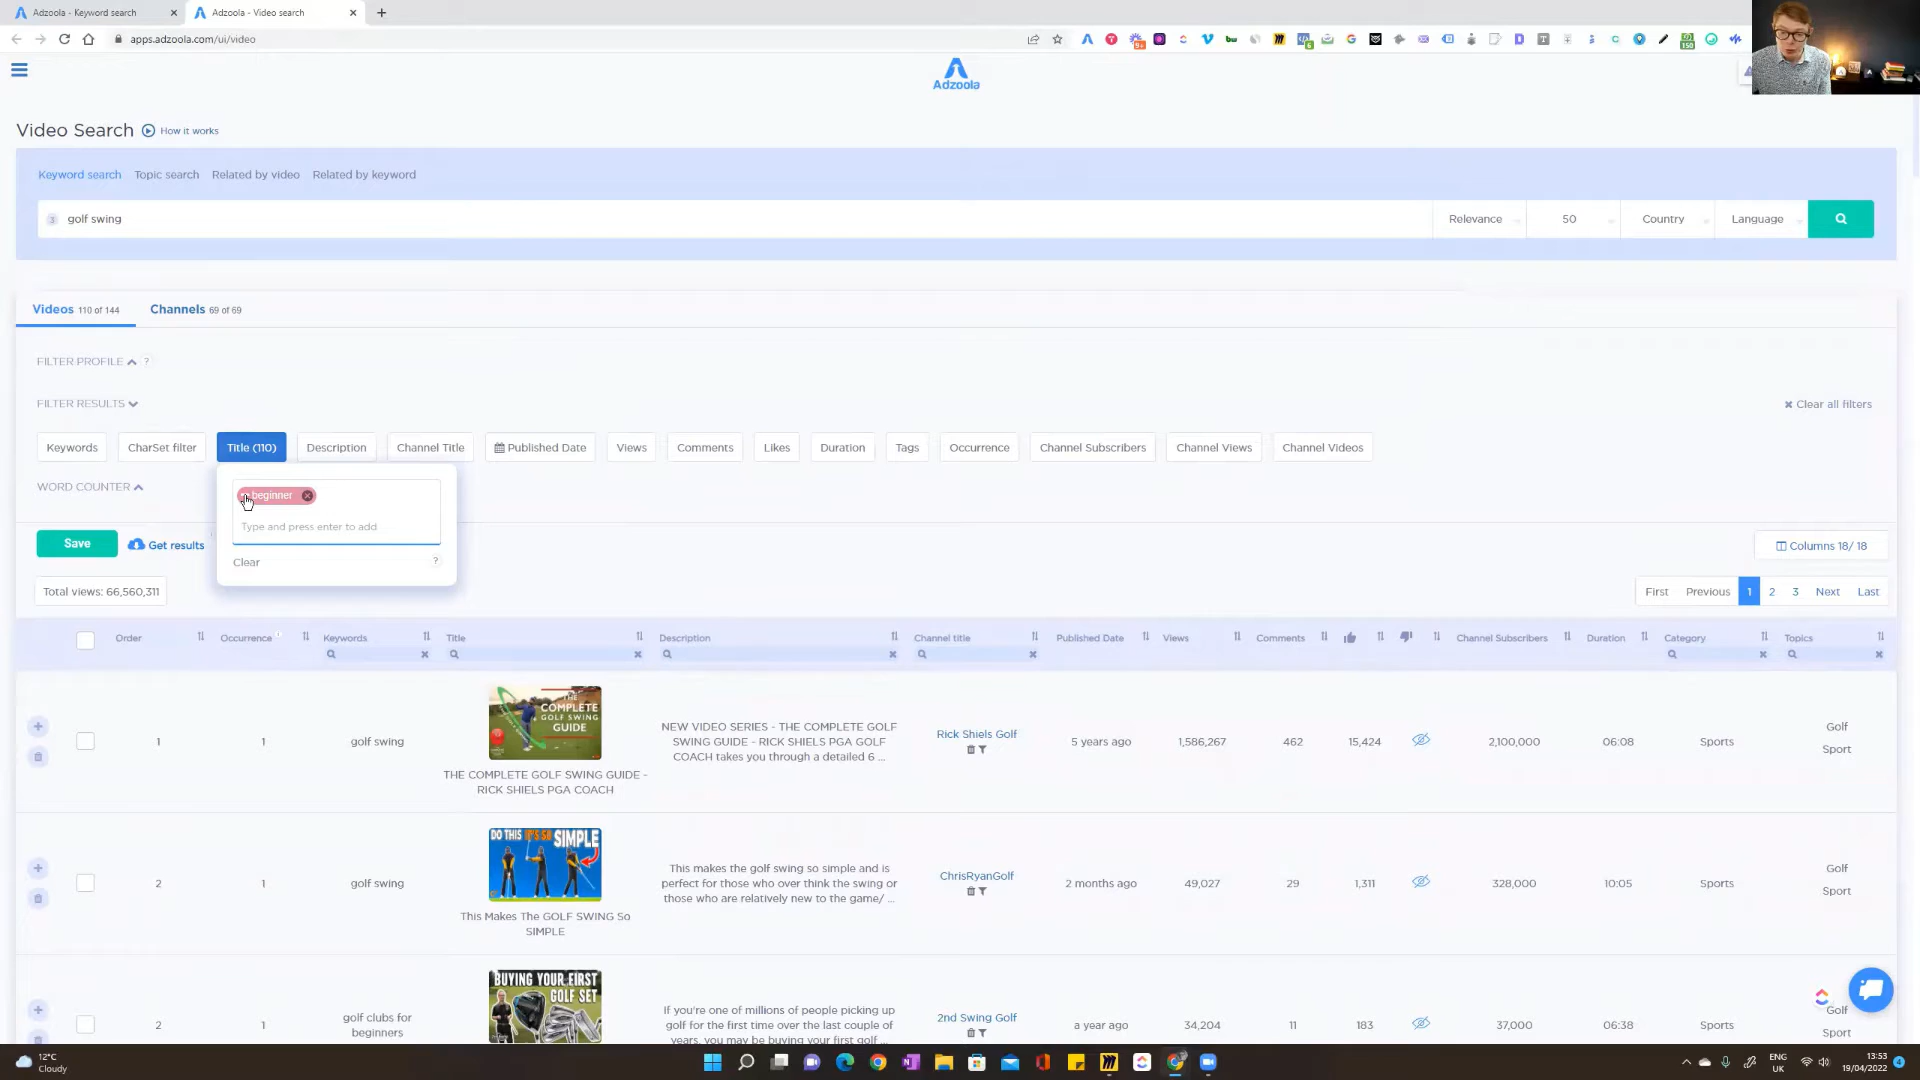 Adzoola - Keyword search
Adzoola - Video search
apps.adzoola.com/ui/video
Adzoola
Video Search
How it works
Keyword search
Topic search
Related by video
Related by keyword
3
golf swing
Relevance
50
Country
Language
Videos 110 of 144
Channels 69 of 69
FILTER PROFILE
?
FILTER RESULTS
Clear all filters
Keywords
CharSet filter
Title (110)
Description
Channel Title
Published Date
Views
Comments
Likes
Duration
Tags
Occurrence
Channel Subscribers
Channel Views
Channel Videos
WORD COUNTER
beginner
Type and press enter to add
Clear
?
Save
Get results
Columns 18/ 18
Total views: 66,560,311
First
Previous
1
2
3
Next
Last
Order
Occurrence
Keywords
Title
Description
Channel title
Published Date
Views
Comments
Channel Subscribers
Duration
Category
Topics
1
1
golf swing
THE
COMPLETE
GOLF SWING
GUIDE
THE COMPLETE GOLF SWING GUIDE -
RICK SHIELS PGA COACH
NEW VIDEO SERIES - THE COMPLETE GOLF
SWING GUIDE - RICK SHIELS PGA GOLF
COACH takes you through a detailed 6 ...
Rick Shiels Golf
5 years ago
1,586,267
462
15,424
2,100,000
06:08
Sports
Golf
Sport
2
1
golf swing
DO THIS IT'S SO SIMPLE
This Makes The GOLF SWING So
SIMPLE
This makes the golf swing so simple and is
perfect for those who over think the swing or
those who are relatively new to the game/ ...
ChrisRyanGolf
2 months ago
49,027
29
1,311
328,000
10:05
Sports
Golf
Sport
2
1
golf clubs for
beginners
BUYING YOUR FIRST
GOLF SET
If you're one of millions of people picking up
golf for the first time over the last couple of
years, you may be buying your first golf ...
2nd Swing Golf
a year ago
34,204
11
183
37,000
06:38
Sports
Golf
Sport
12°C
Cloudy
ENG
UK
13:53
19/04/2022
4